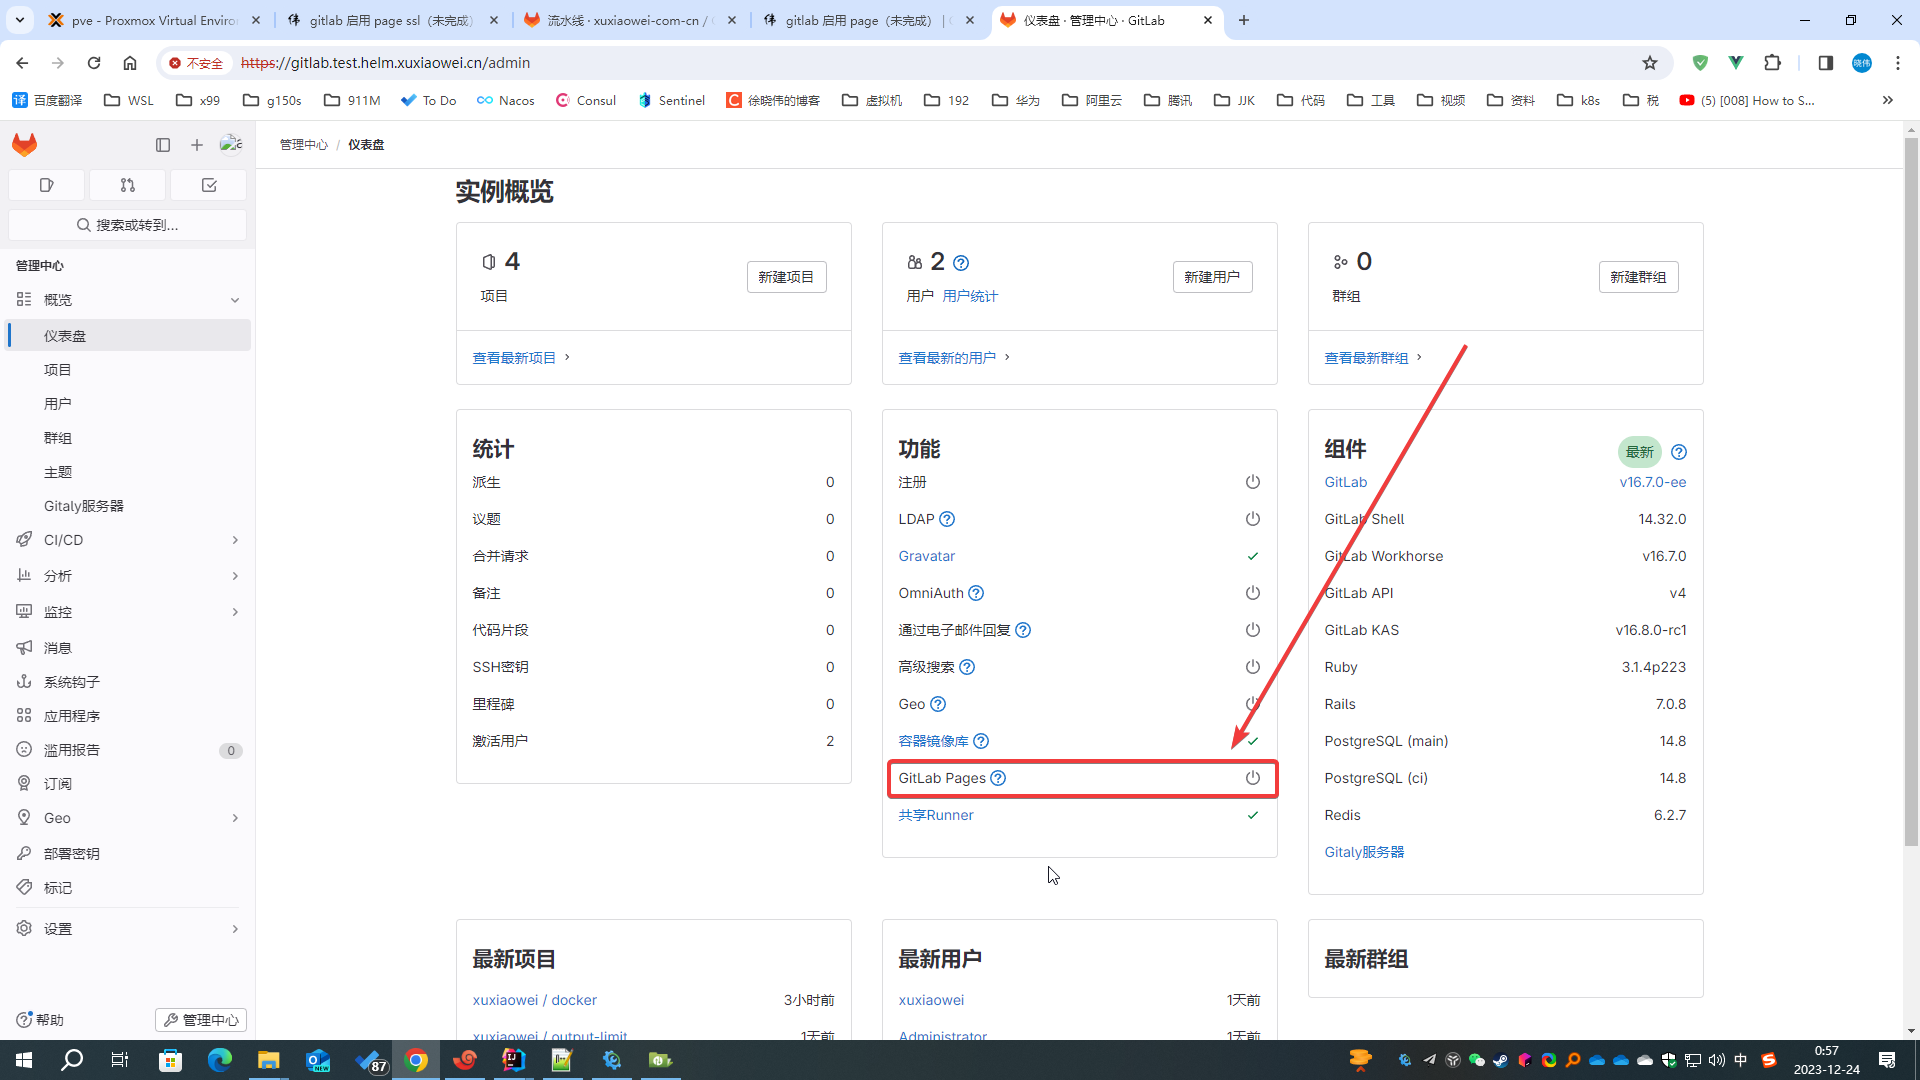 pve - Proxmox Virtual Enviro
gitlab 启用 page ssl（未完成）
流水线 · xuxiaowei-com-cn /
gitlab 启用 page（未完成） |
仪表盘 · 管理中心 · GitLab
不安全
https://gitlab.test.helm.xuxiaowei.cn/admin
晓伟
译 百度翻译
WSL
x99
g150s
911M
To Do
Nacos
Consul
Sentinel
徐晓伟的博客
虚拟机
192
华为
阿里云
腾讯
JJK
代码
工具
视频
资料
k8s
税
(5) [008] How to S...
管理中心 / 仪表盘
搜索或转到...
管理中心
概览
仪表盘
项目
用户
群组
主题
Gitaly服务器
CI/CD
分析
监控
消息
系统钩子
应用程序
滥用报告 0
订阅
Geo
部署密钥
标记
设置
帮助
管理中心
实例概览
4
项目
新建项目
查看最新项目
2
用户 用户统计
新建用户
查看最新的用户
0
群组
新建群组
查看最新群组
统计
派生 0
议题 0
合并请求 0
备注 0
代码片段 0
SSH密钥 0
里程碑 0
激活用户 2
功能
注册
LDAP
Gravatar
OmniAuth
通过电子邮件回复
高级搜索
Geo
容器镜像库
GitLab Pages
共享Runner
组件 最新
GitLab v16.7.0-ee
GitLab Shell 14.32.0
GitLab Workhorse v16.7.0
GitLab API v4
GitLab KAS v16.8.0-rc1
Ruby 3.1.4p223
Rails 7.0.8
PostgreSQL (main) 14.8
PostgreSQL (ci) 14.8
Redis 6.2.7
Gitaly服务器
最新项目
xuxiaowei / docker 3小时前
xuxiaowei / output-limit 1天前
最新用户
xuxiaowei 1天前
Administrator 1天前
最新群组
NEW
87
中
0:57
2023-12-24